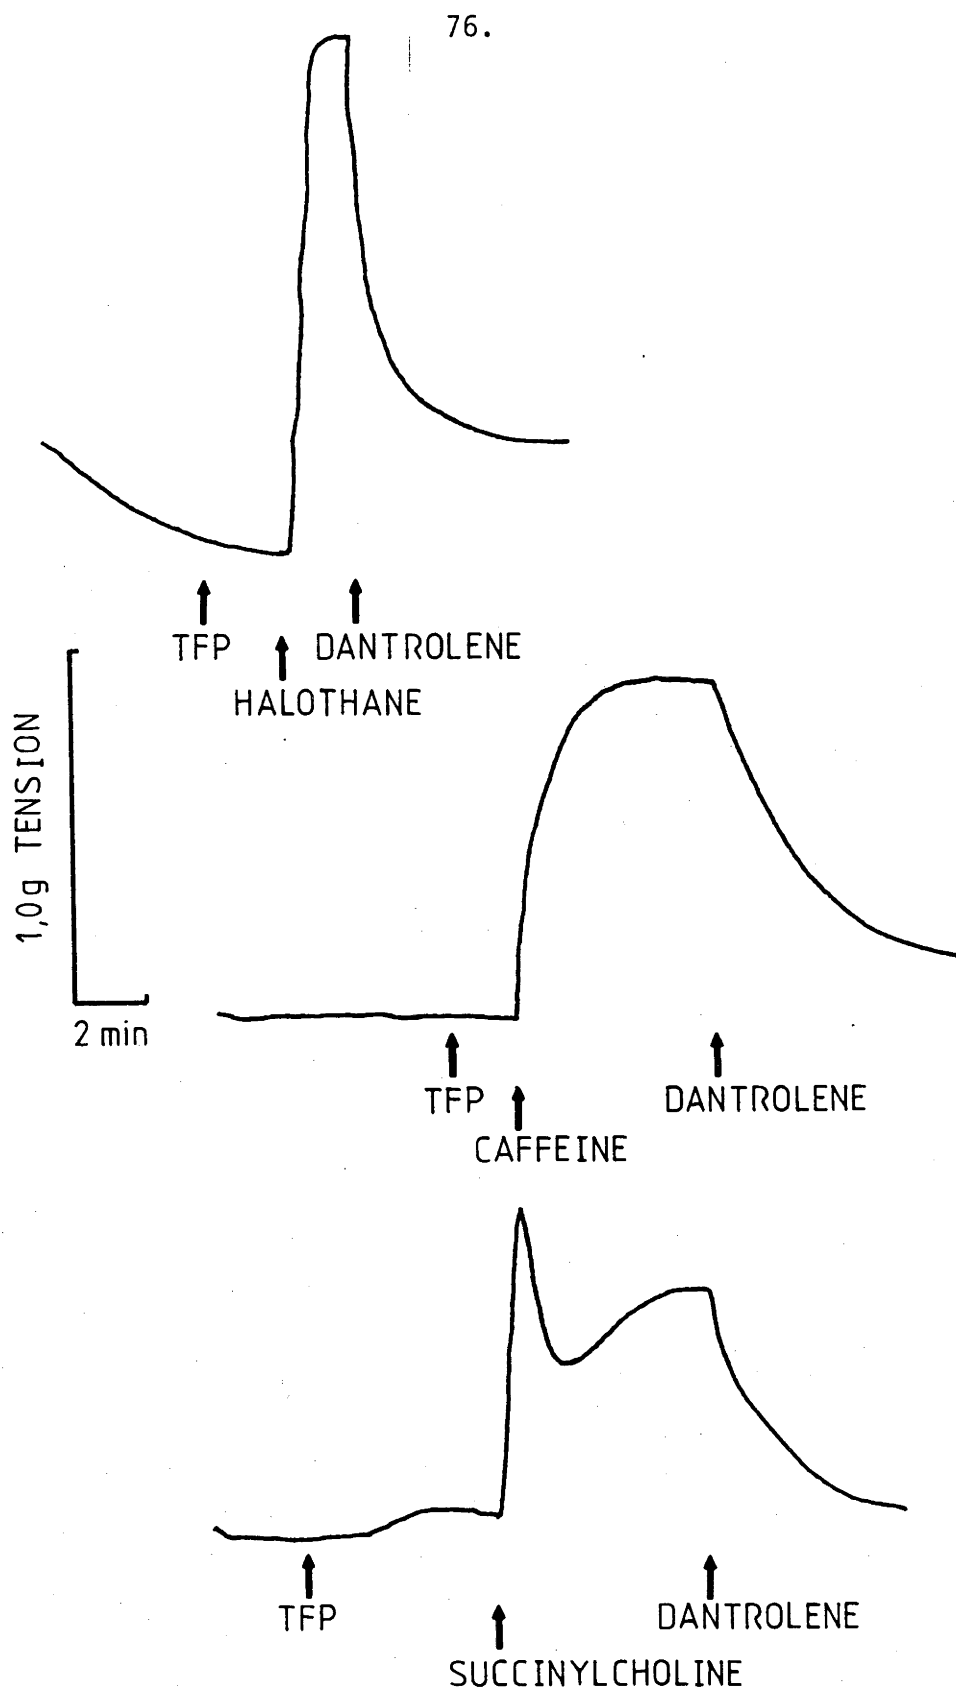 76.
TFP DANTROLENE
HALOTHANE
1,0g TENSION
2 min
TFP DANTROLENE
CAFFEINE
TFP DANTROLENE
SUCCINYLCHOLINE